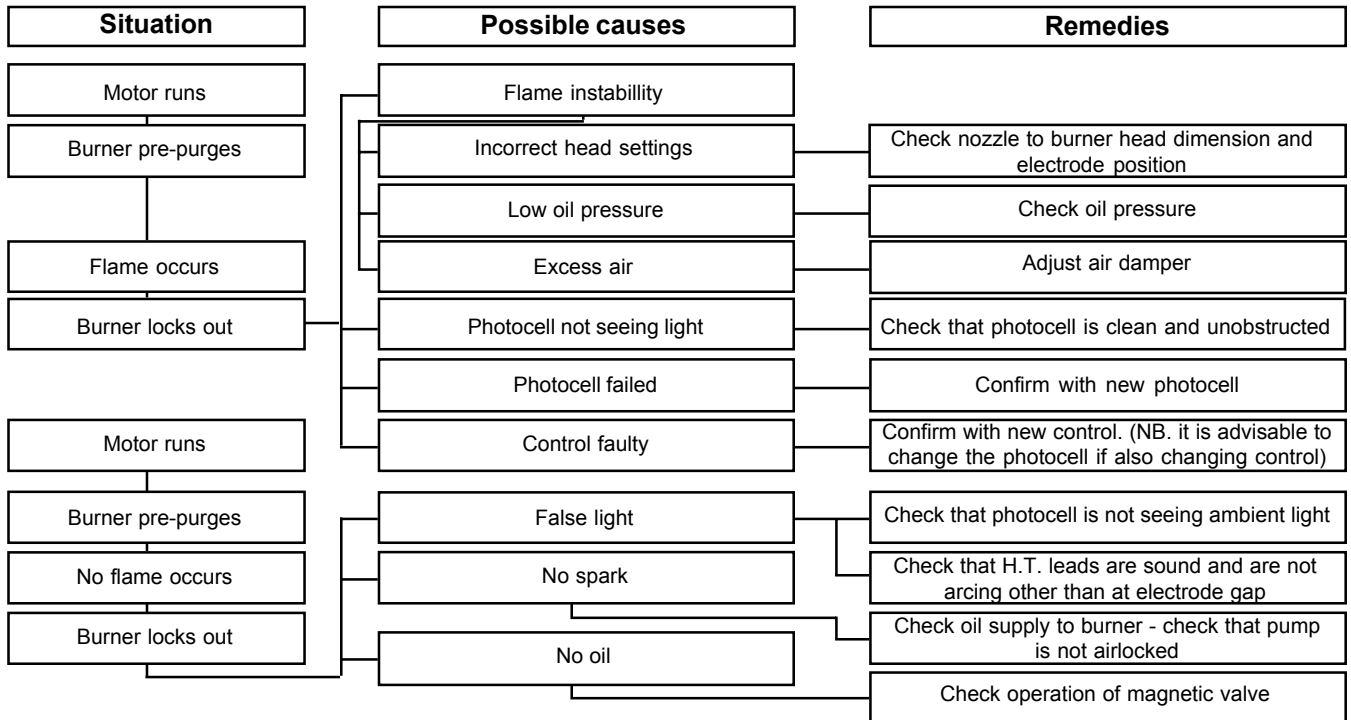 Situation
Possible causes
Remedies
Motor runs
Flame instabillity
Burner pre-purges
Incorrect head settings
Check nozzle to burner head dimension and
electrode position
Low oil pressure
Check oil pressure
Flame occurs
Excess air
Adjust air damper
Burner locks out
Photocell not seeing light
Check that photocell is clean and unobstructed
Photocell failed
Confirm with new photocell
Motor runs
Control faulty
Confirm with new control. (NB. it is advisable to
change the photocell if also changing control)
Burner pre-purges
False light
Check that photocell is not seeing ambient light
No flame occurs
No spark
Check that H.T. leads are sound and are not
arcing other than at electrode gap
Burner locks out
Check oil supply to burner - check that pump
is not airlocked
No oil
Check operation of magnetic valve